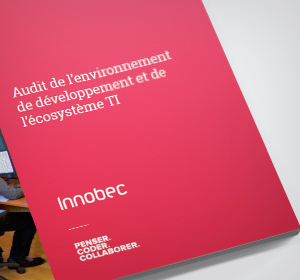 Audit de l'environnement
de développement et de
l'écosystème TI
Innobec
PENSER.
CODER.
COLLABORER.